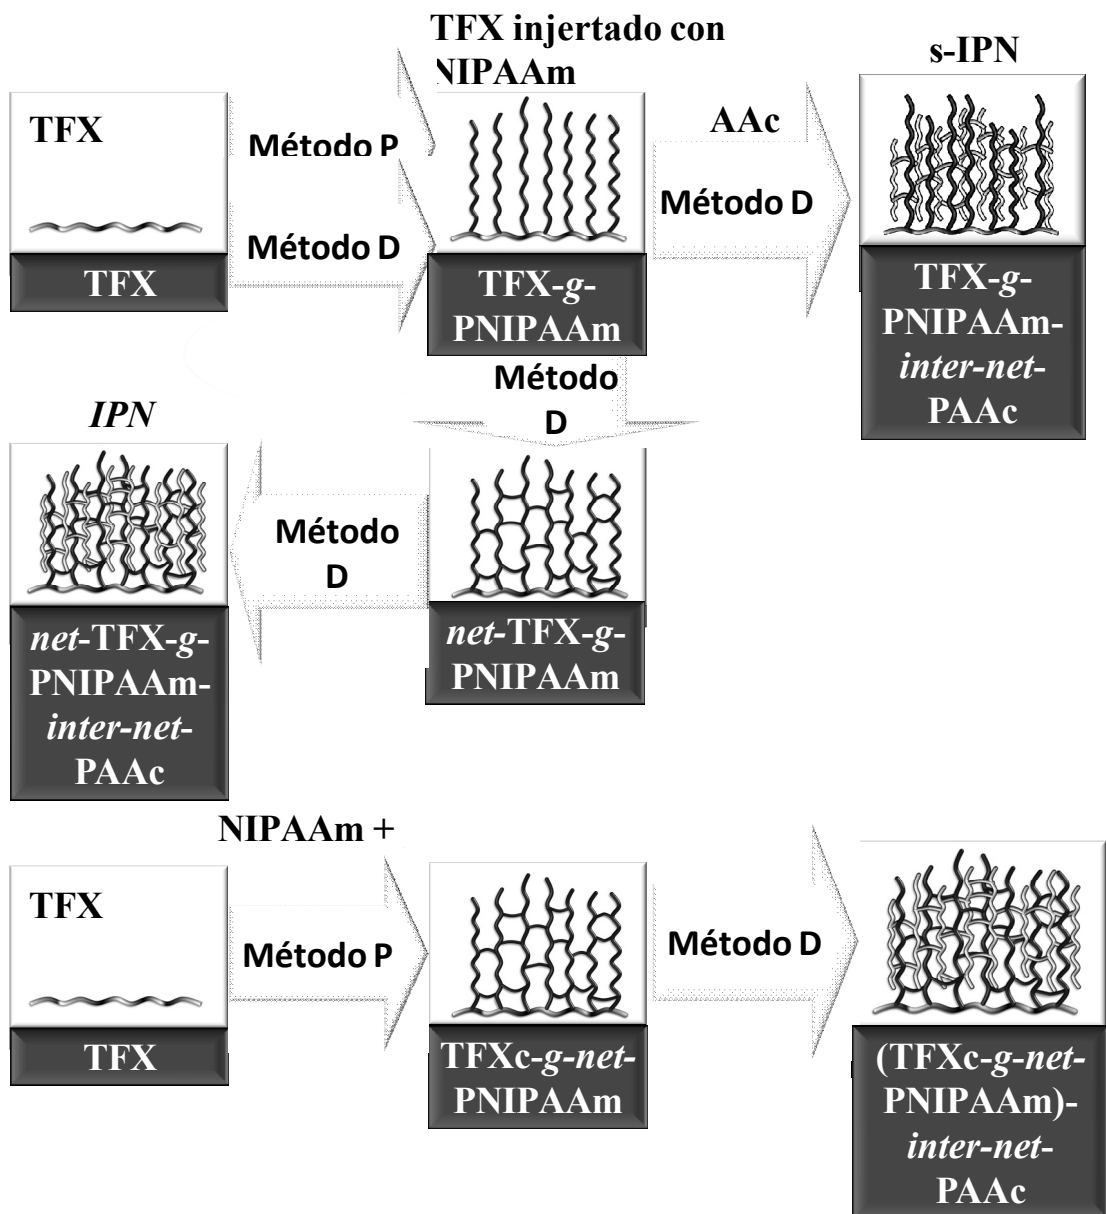 TFX injertado con
NIPAAm
s-IPN
TFX
Método P
Método D
AAc
Método D
TFX
TFX-g-
PNIPAAm
TFX-g-
PNIPAAm-
inter-net-
PAAc
Método
D
IPN
Método
D
net-TFX-g-
PNIPAAm-
inter-net-
PAAc
net-TFX-g-
PNIPAAm
NIPAAm +
TFX
Método P
Método D
TFX
TFXc-g-net-
PNIPAAm
(TFXc-g-net-
PNIPAAm)-
inter-net-
PAAc